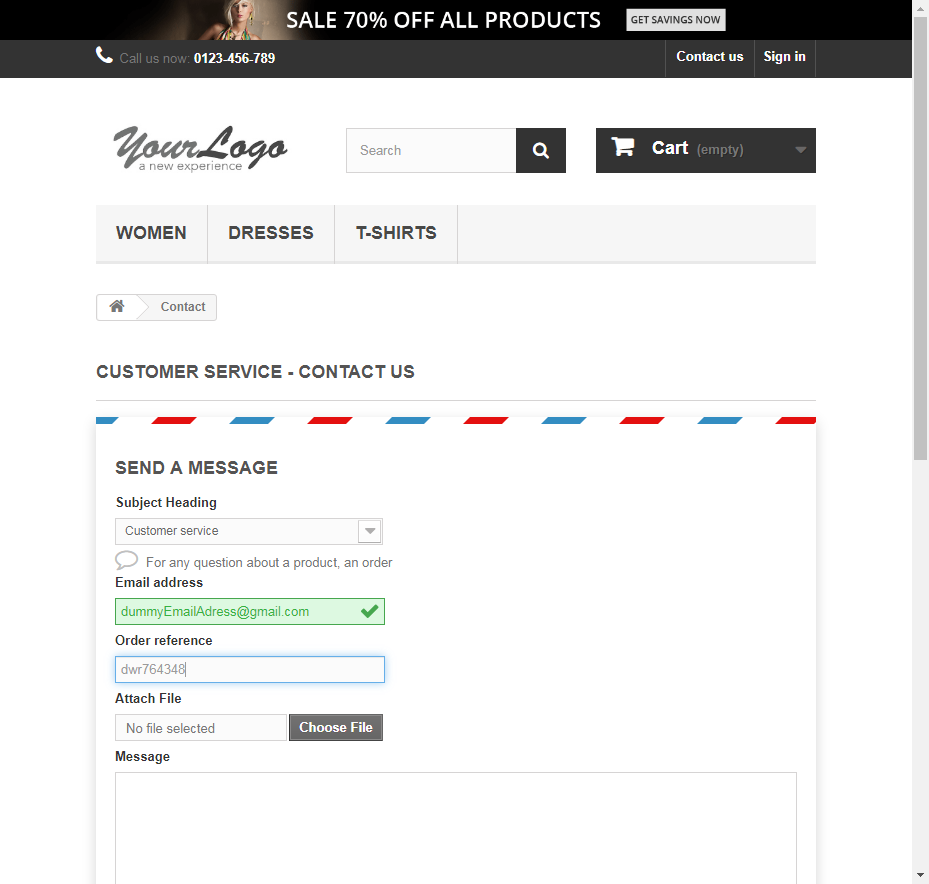 SALE 70% OFF ALL PRODUCTS GET SAVINGS NOW
Call us now: 0123-456-789 Contact us Sign in
YourLogo
a new experience
Search
Cart (empty)
WOMEN DRESSES T-SHIRTS
Contact
CUSTOMER SERVICE - CONTACT US
SEND A MESSAGE
Subject Heading
Customer service
For any question about a product, an order
Email address
dummyEmailAdress@gmail.com
Order reference
dwr764348
Attach File
No file selected Choose File
Message